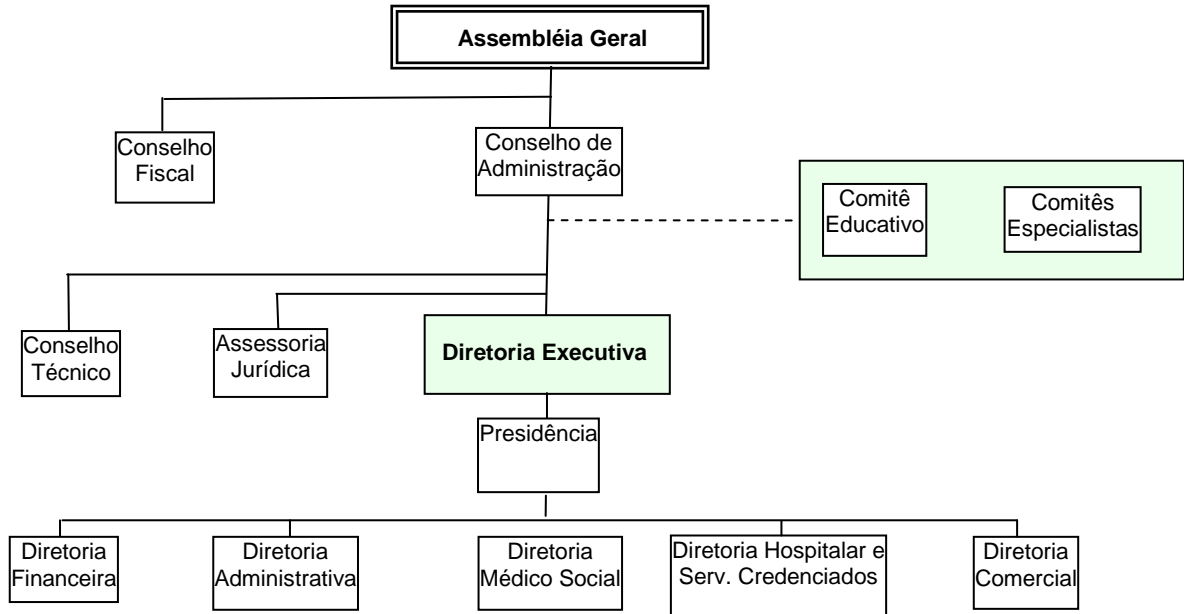 Assembléia Geral
Conselho
Fiscal
Conselho de
Administração
Comitê
Educativo
Comitês
Especialistas
Conselho
Técnico
Assessoria
Jurídica
Diretoria Executiva
Presidência
Diretoria
Financeira
Diretoria
Administrativa
Diretoria
Médico Social
Diretoria Hospitalar e
Serv. Credenciados
Diretoria
Comercial